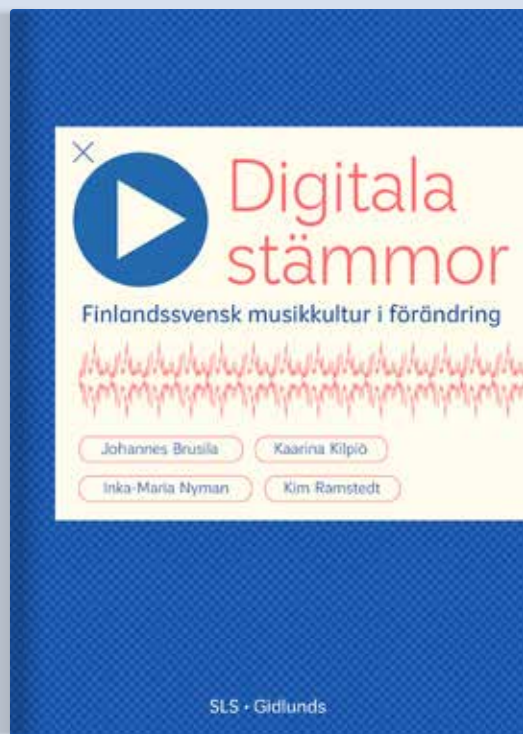 Digitala
stämmor
Finlandssvensk musikkultur i förändring
Johannes Brusila Kaarina Kilpiö
Inka-Maria Nyman Kim Ramstedt
SLS • Gidlunds